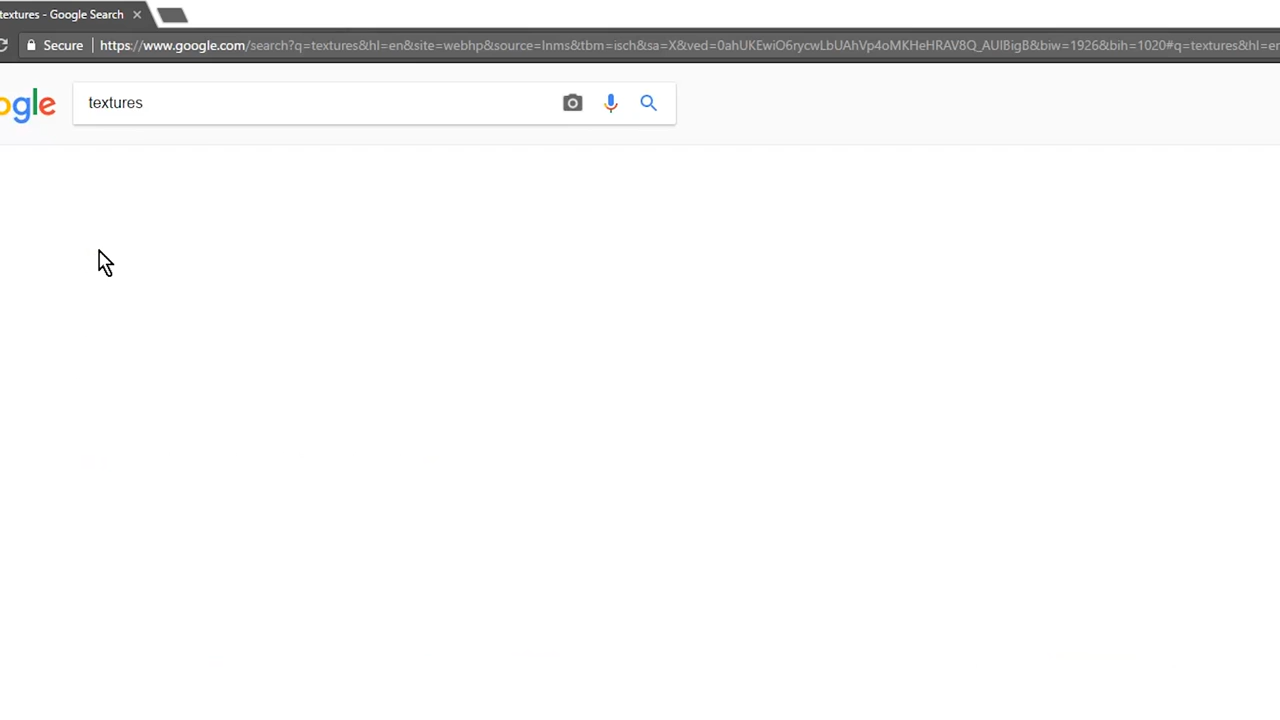 textures - Google Search
Secure https://www.google.com/search?q=textures&hl=en&site=webhp&source=lnms&tbm=isch&sa=X&ved=0ahUKEwiO6rycwLbUAhVp4oMKHeHRAV8Q_AUIBigB&biw=1926&bih=1020#q=textures&hl=en
ogle
textures